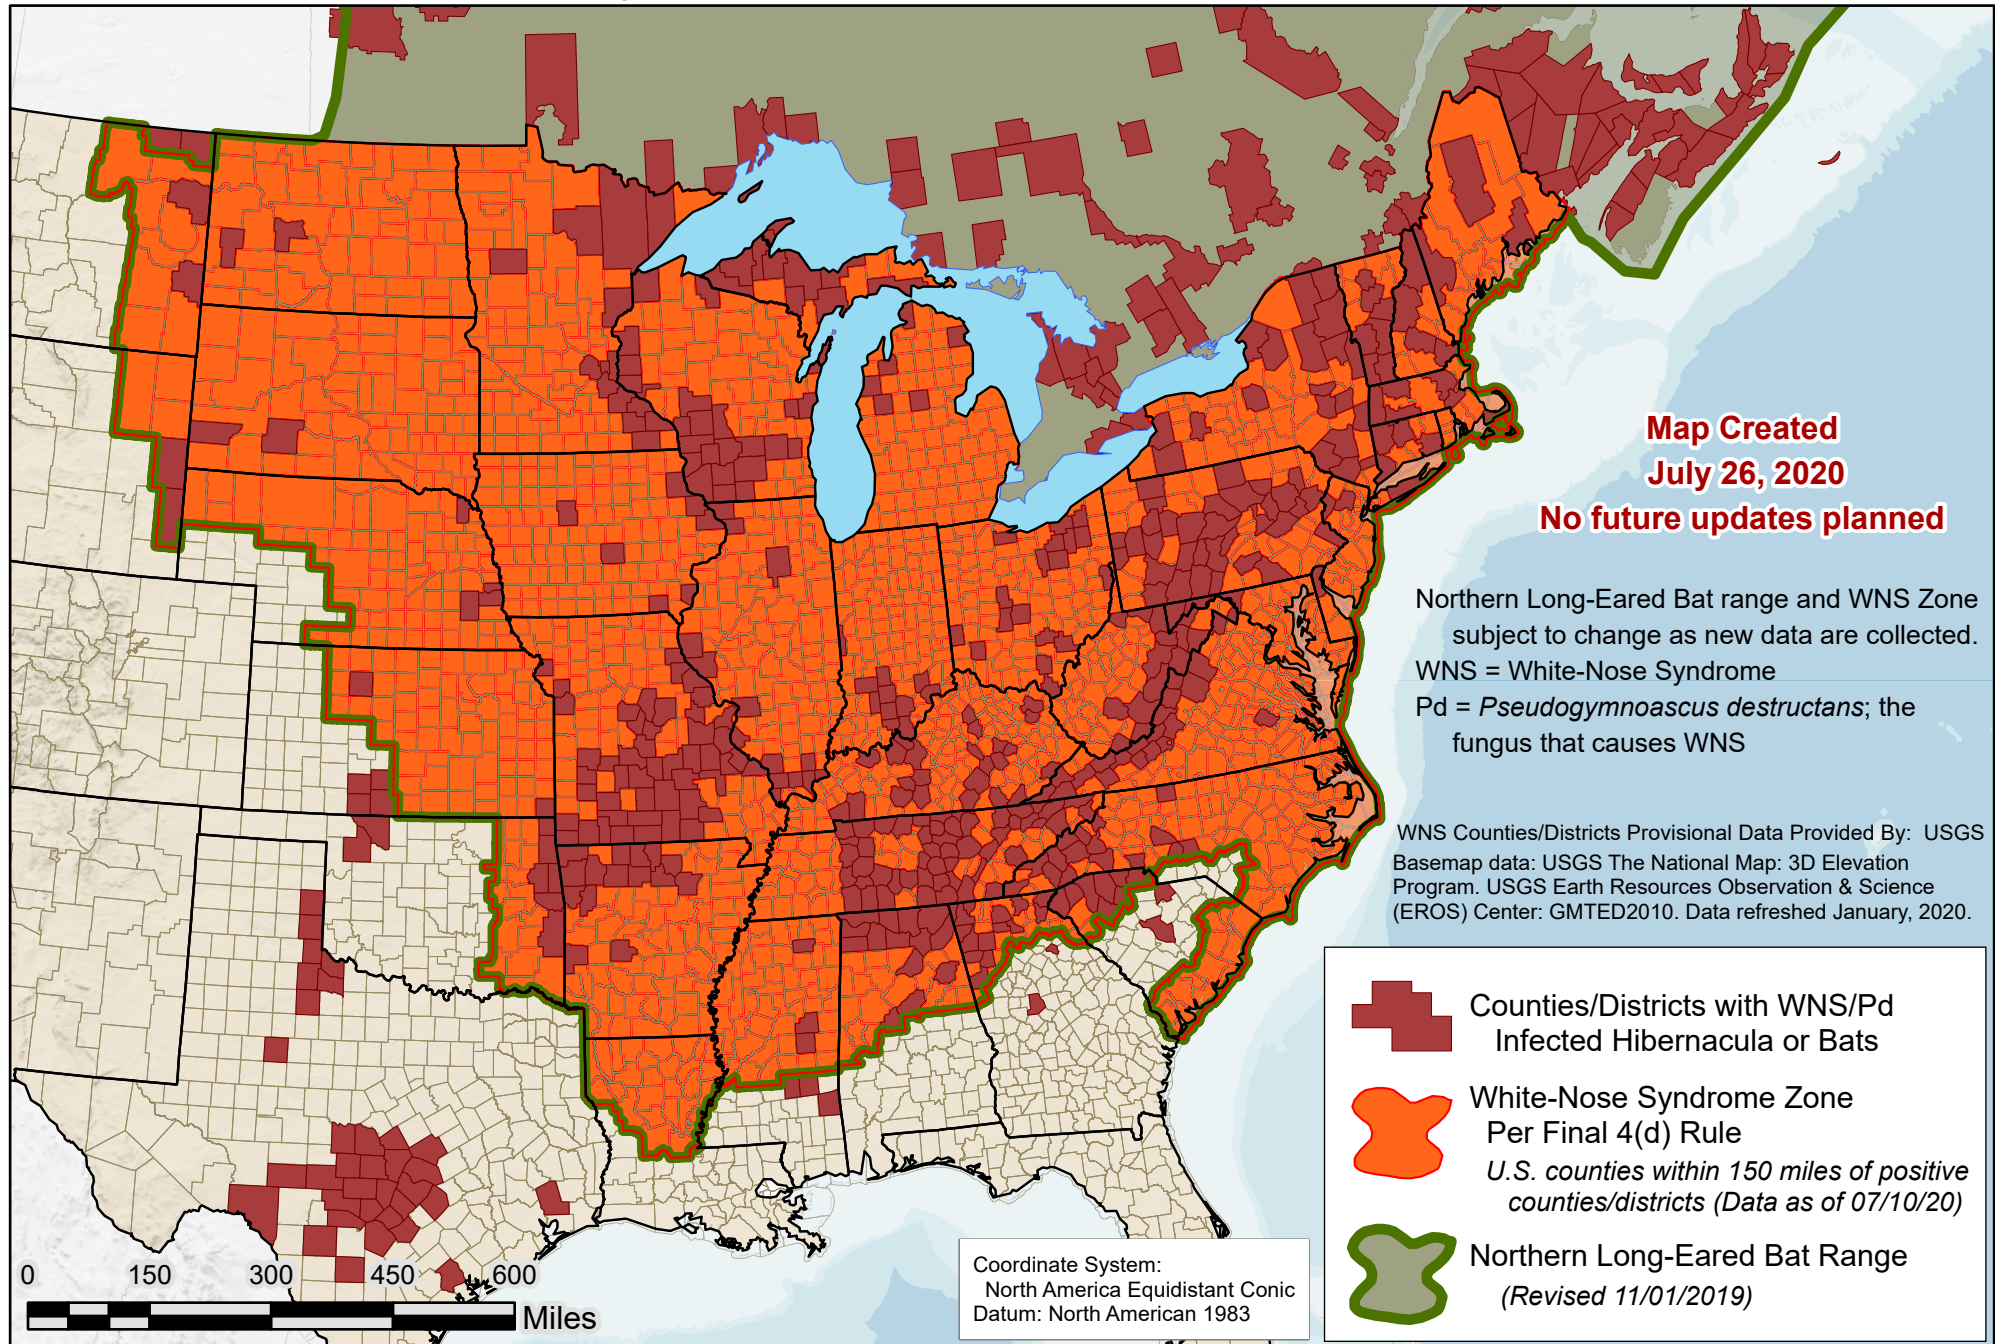 Map Created
July 26, 2020
No future updates planned
Northern Long-Eared Bat range and WNS Zone
subject to change as new data are collected.
WNS = White-Nose Syndrome
Pd = Pseudogymnoascus destructans; the
fungus that causes WNS
WNS Counties/Districts Provisional Data Provided By: USGS
Basemap data: USGS The National Map: 3D Elevation
Program. USGS Earth Resources Observation & Science
(EROS) Center: GMTED2010. Data refreshed January, 2020.
Counties/Districts with WNS/Pd
Infected Hibernacula or Bats
White-Nose Syndrome Zone
Per Final 4(d) Rule
U.S. counties within 150 miles of positive
counties/districts (Data as of 07/10/20)
Northern Long-Eared Bat Range
(Revised 11/01/2019)
Coordinate System:
North America Equidistant Conic
Datum: North American 1983
0 150 300 450 600
Miles